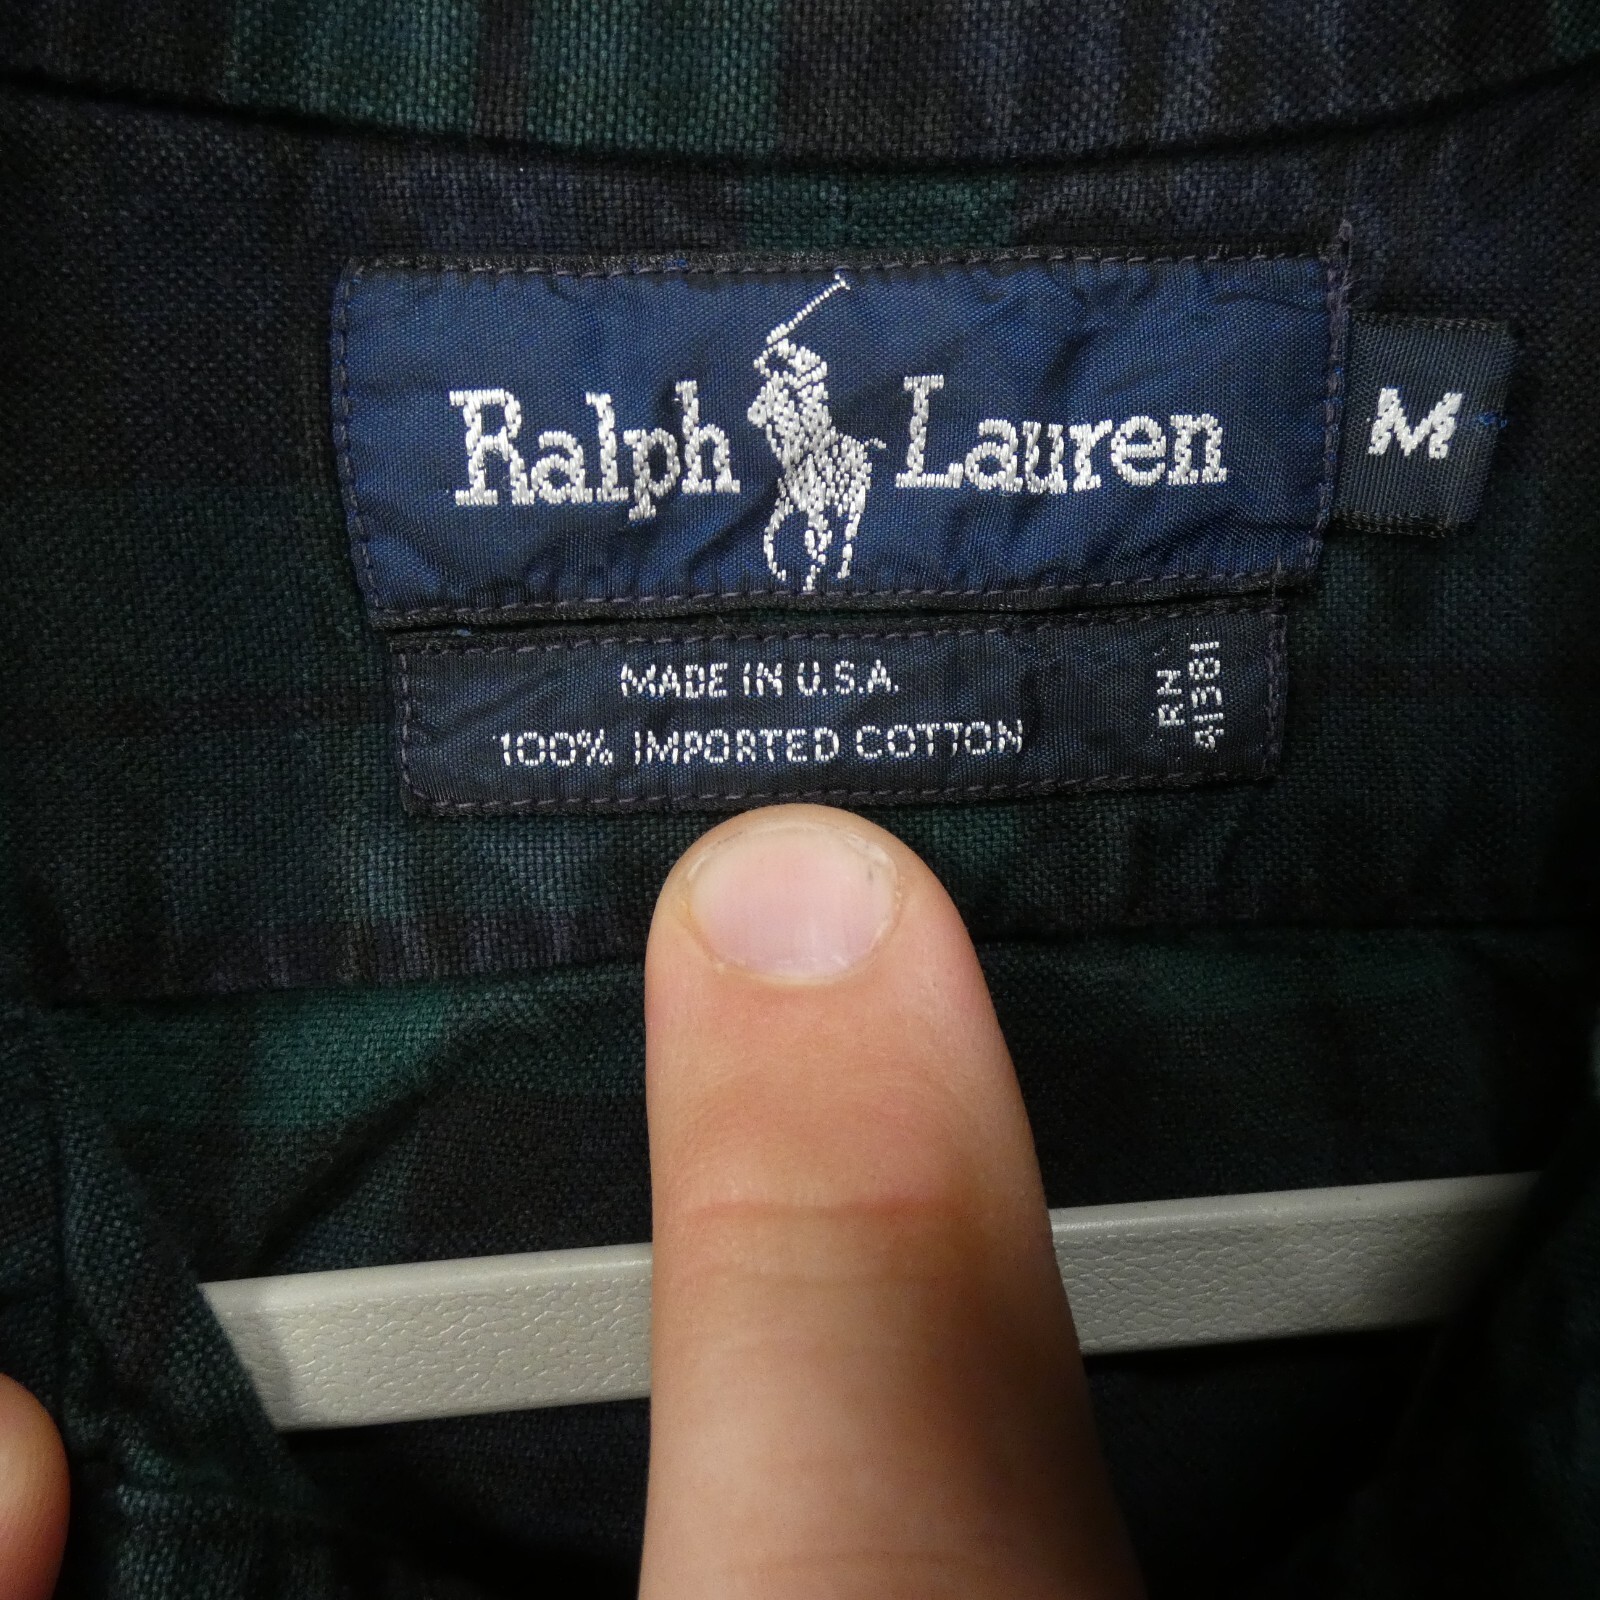 Ralph Lauren
M
MADE IN U.S.A.
100% IMPORTED COTTON
RN
41381